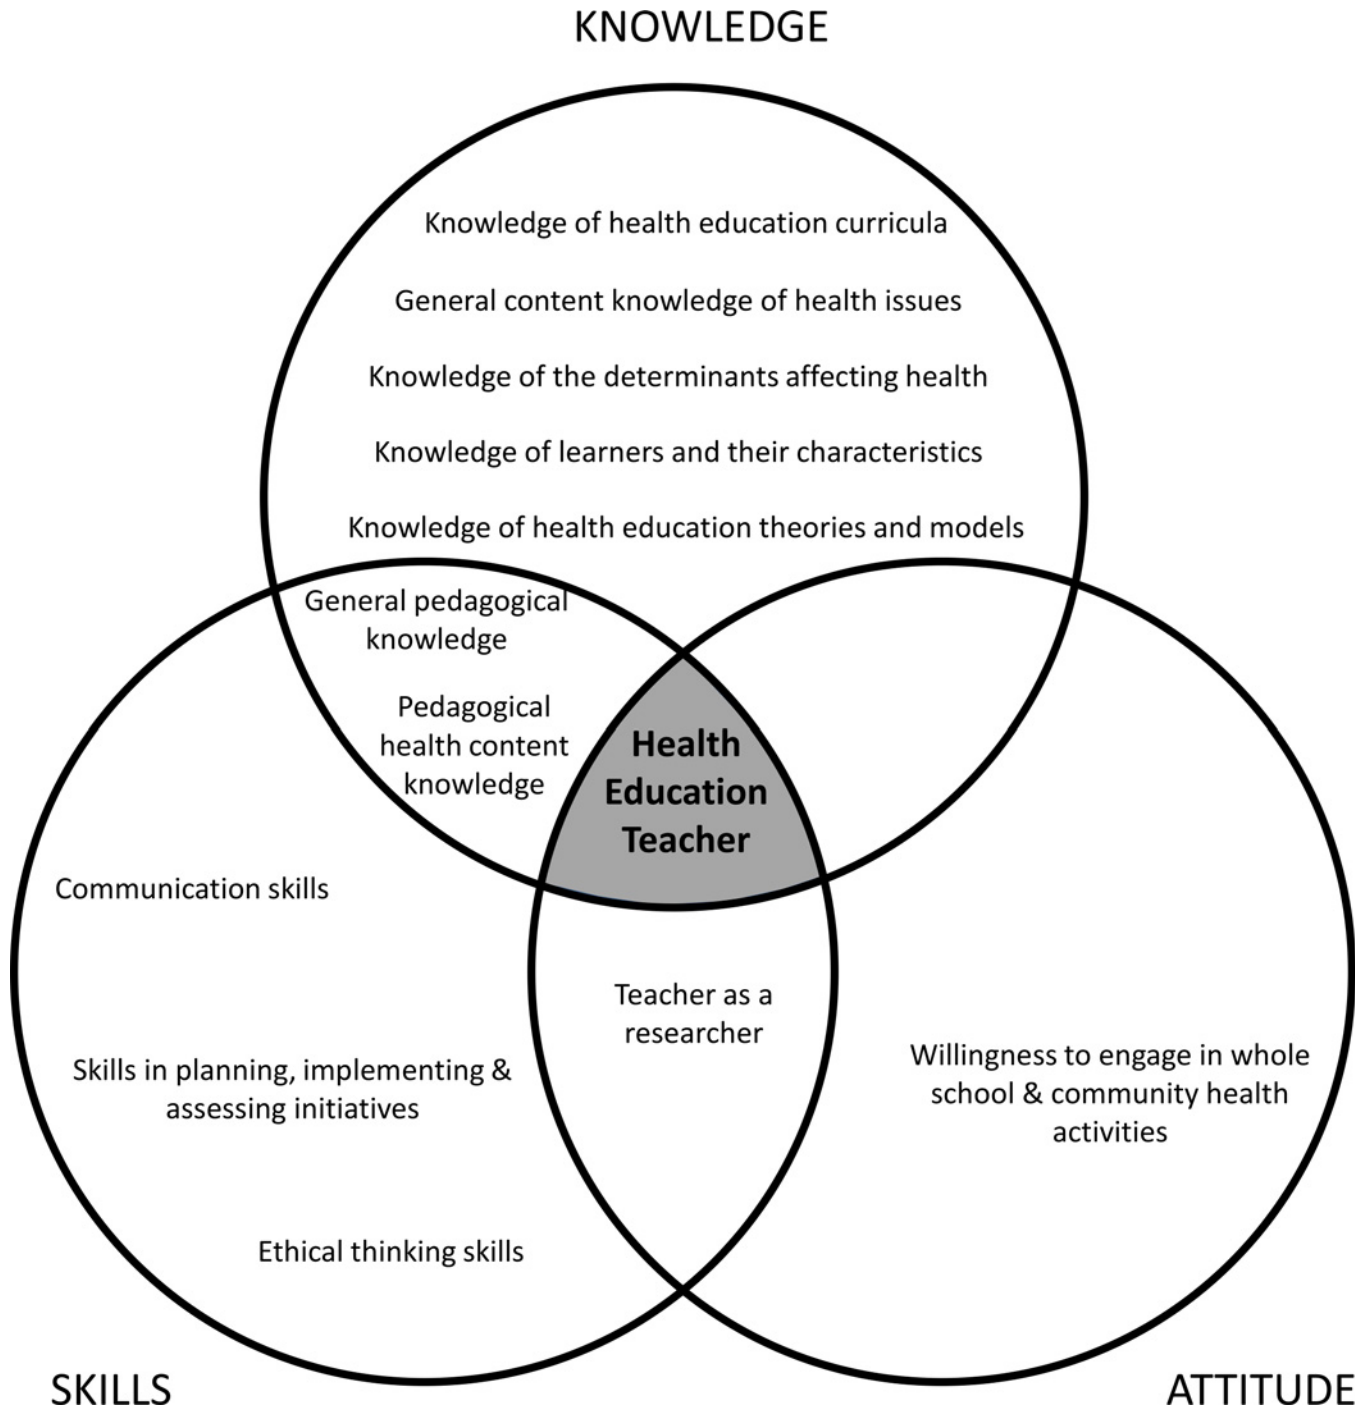 KNOWLEDGE
Knowledge of health education curricula
General content knowledge of health issues
Knowledge of the determinants affecting health
Knowledge of learners and their characteristics
Knowledge of health education theories and models
General pedagogical
knowledge
Pedagogical
health content
knowledge
Health
Education
Teacher
Communication skills
Teacher as a
researcher
Skills in planning, implementing &
assessing initiatives
Willingness to engage in whole
school & community health
activities
Ethical thinking skills
SKILLS
ATTITUDE